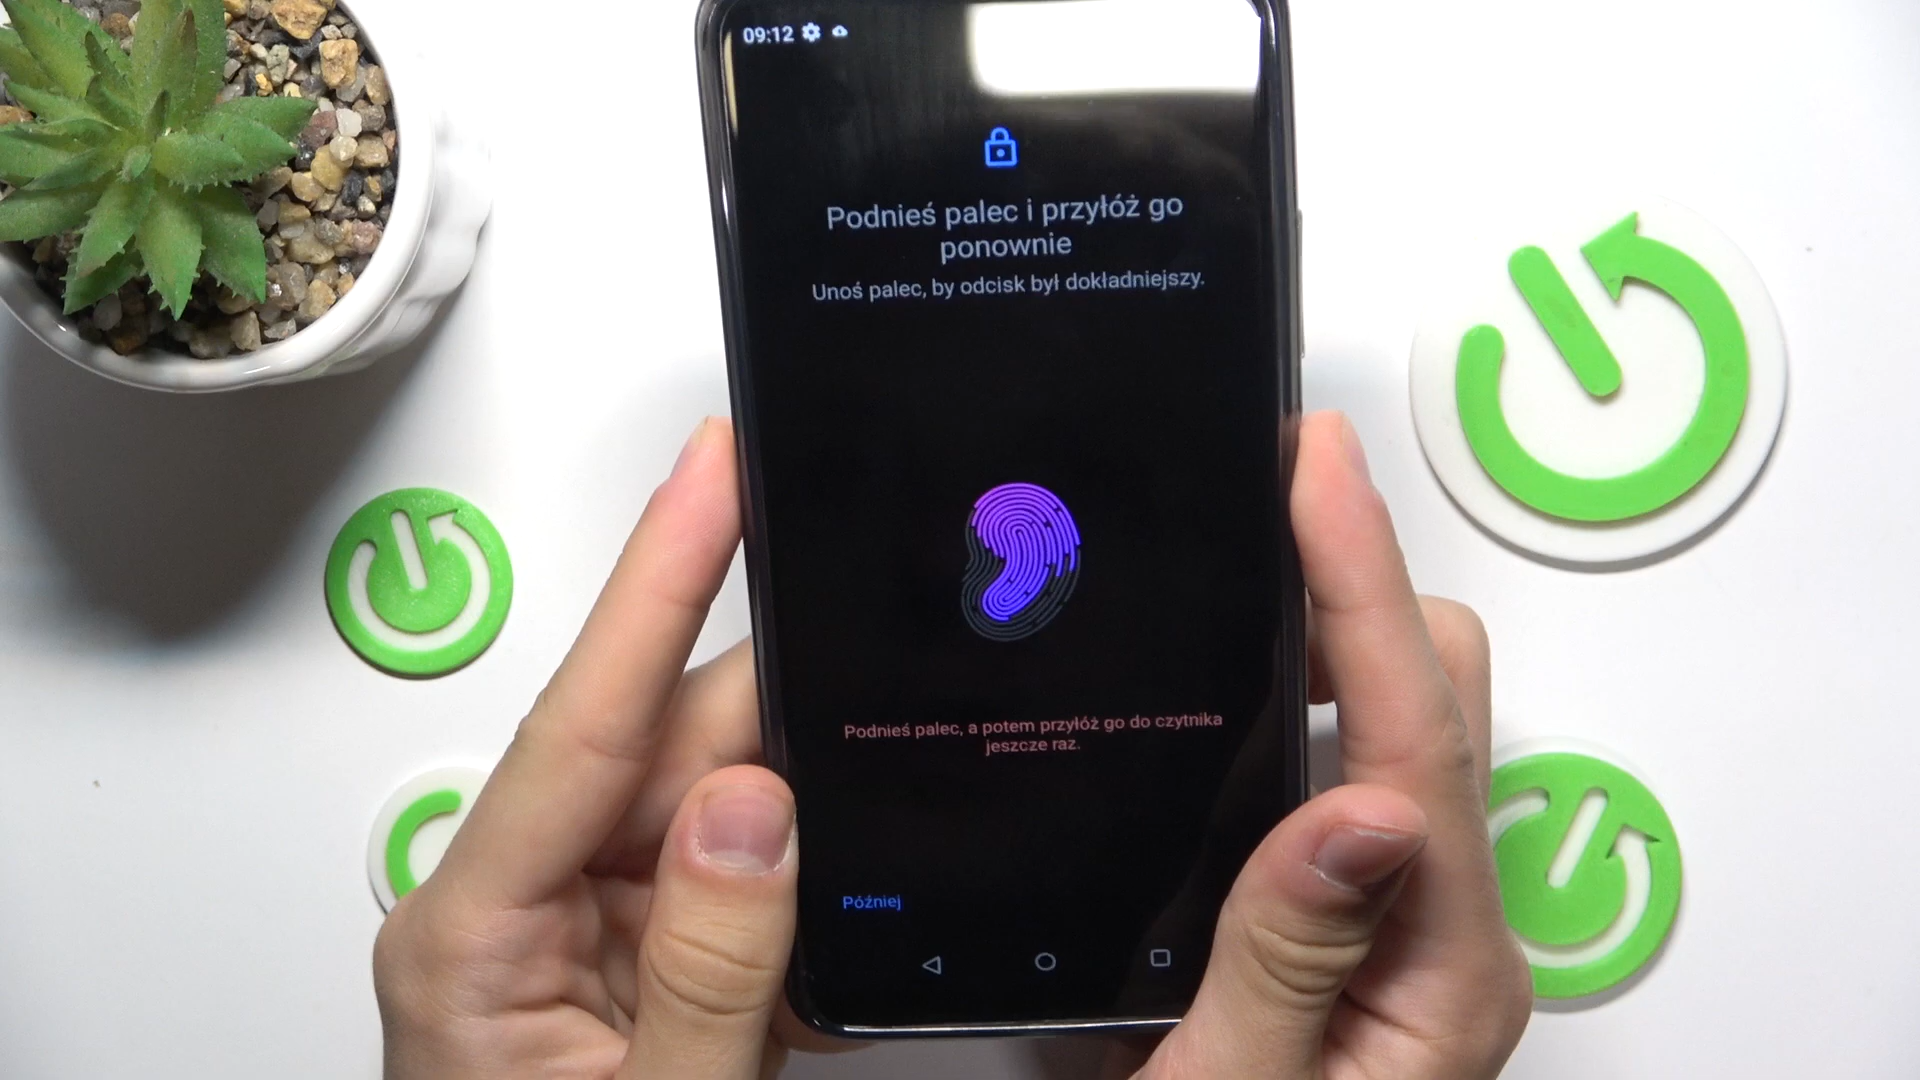 09:12
Podnieś palec i przyłóż go
ponownie
Unoś palec, by odcisk był dokładniejszy.
Podnieś palec, a potem przyłóż go do czytnika
jeszcze raz.
Później